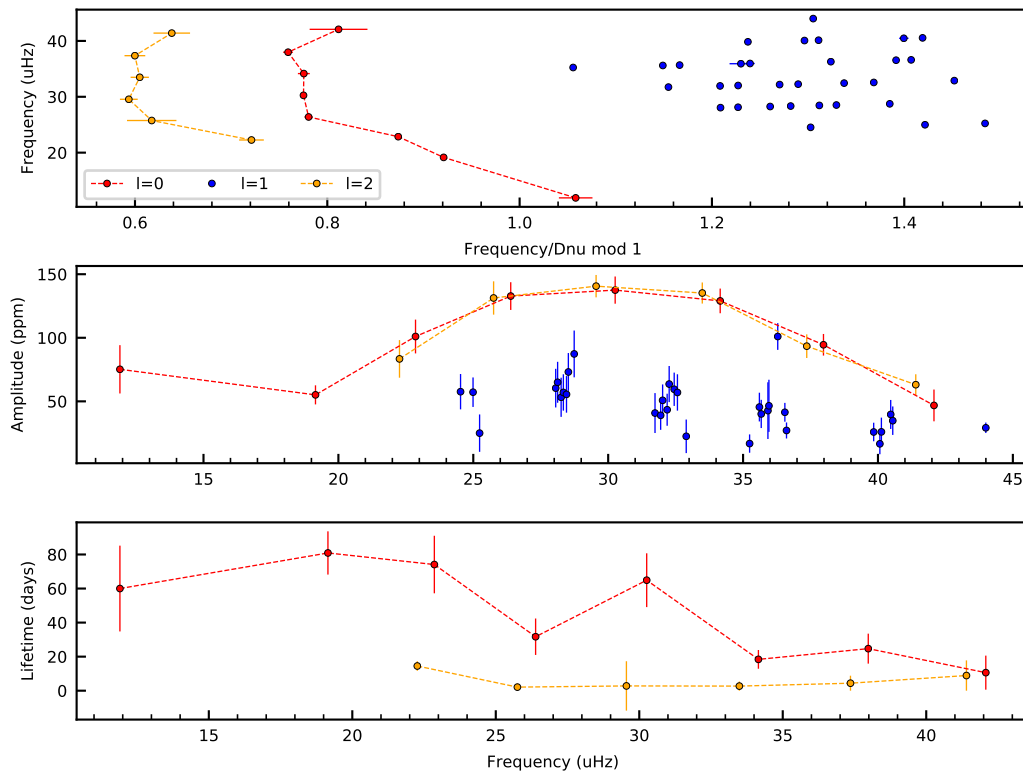 Frequency (uHz)
40
30
20
l=0 l=1 l=2
0.6 0.8 1.0 1.2 1.4
Frequency/Dnu mod 1
Amplitude (ppm)
150
100
50
15 20 25 30 35 40 45
Lifetime (days)
80
60
40
20
0
15 20 25 30 35 40
Frequency (uHz)